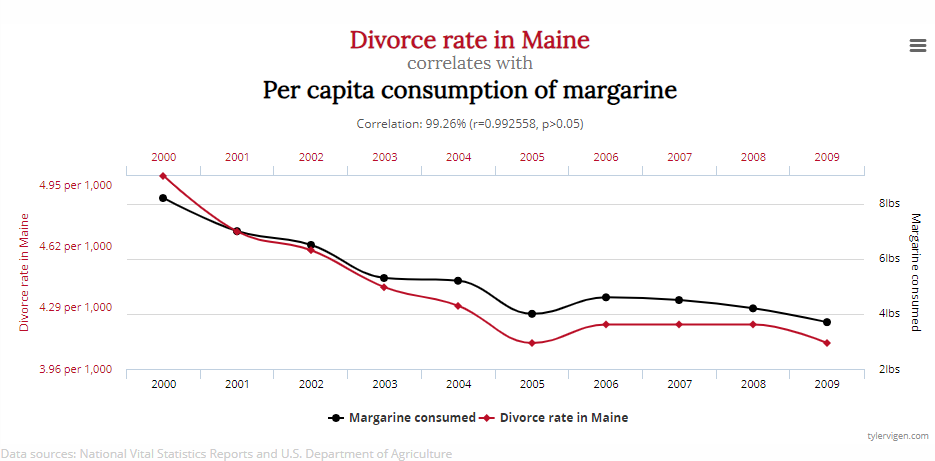 Divorce rate in Maine
correlates with
Per capita consumption of margarine
Correlation: 99.26% (r=0.992558, p>0.05)
2000 2001 2002 2003 2004 2005 2006 2007 2008 2009
Divorce rate in Maine
4.95 per 1,000
4.62 per 1,000
4.29 per 1,000
3.96 per 1,000
8lbs
6lbs
4lbs
2lbs
Margarine consumed
2000 2001 2002 2003 2004 2005 2006 2007 2008 2009
Margarine consumed Divorce rate in Maine
tylervigen.com
Data sources: National Vital Statistics Reports and U.S. Department of Agriculture